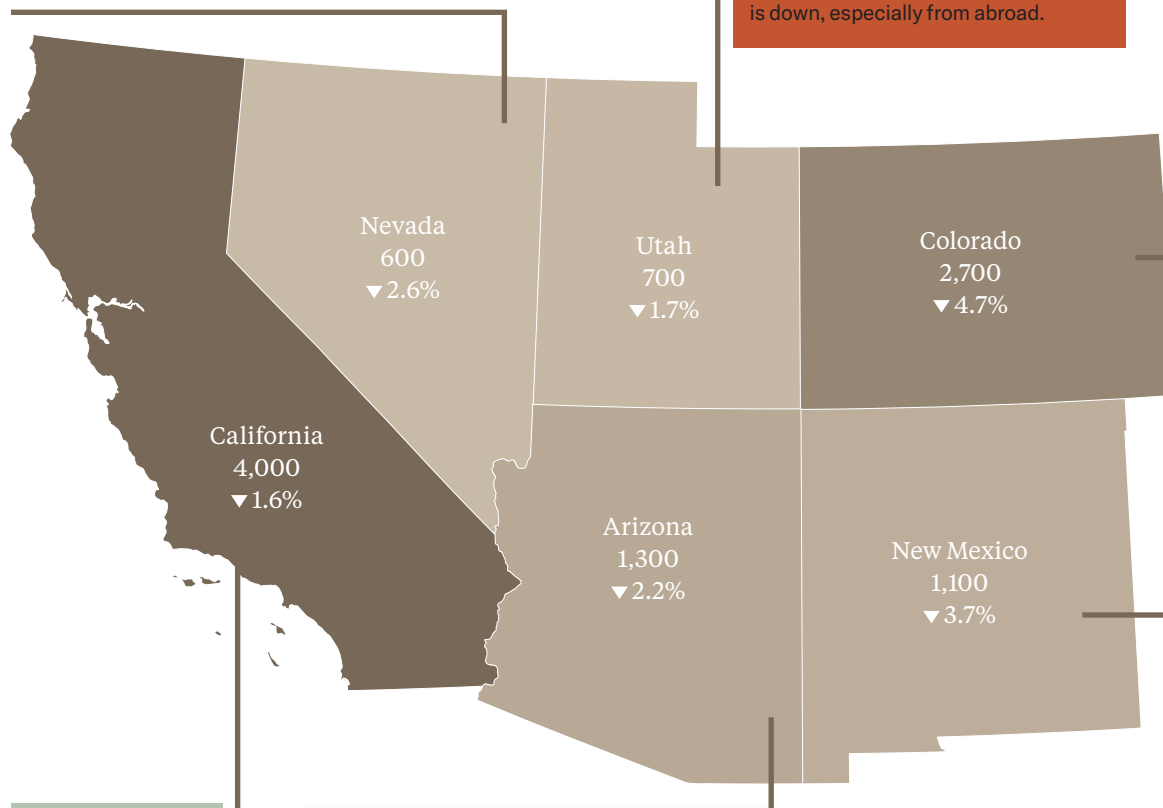 is down, especially from abroad.
Nevada
600
▼ 2.6%
Utah
700
▼ 1.7%
Colorado
2,700
▼ 4.7%
California
4,000
▼ 1.6%
Arizona
1,300
▼ 2.2%
New Mexico
1,100
▼ 3.7%